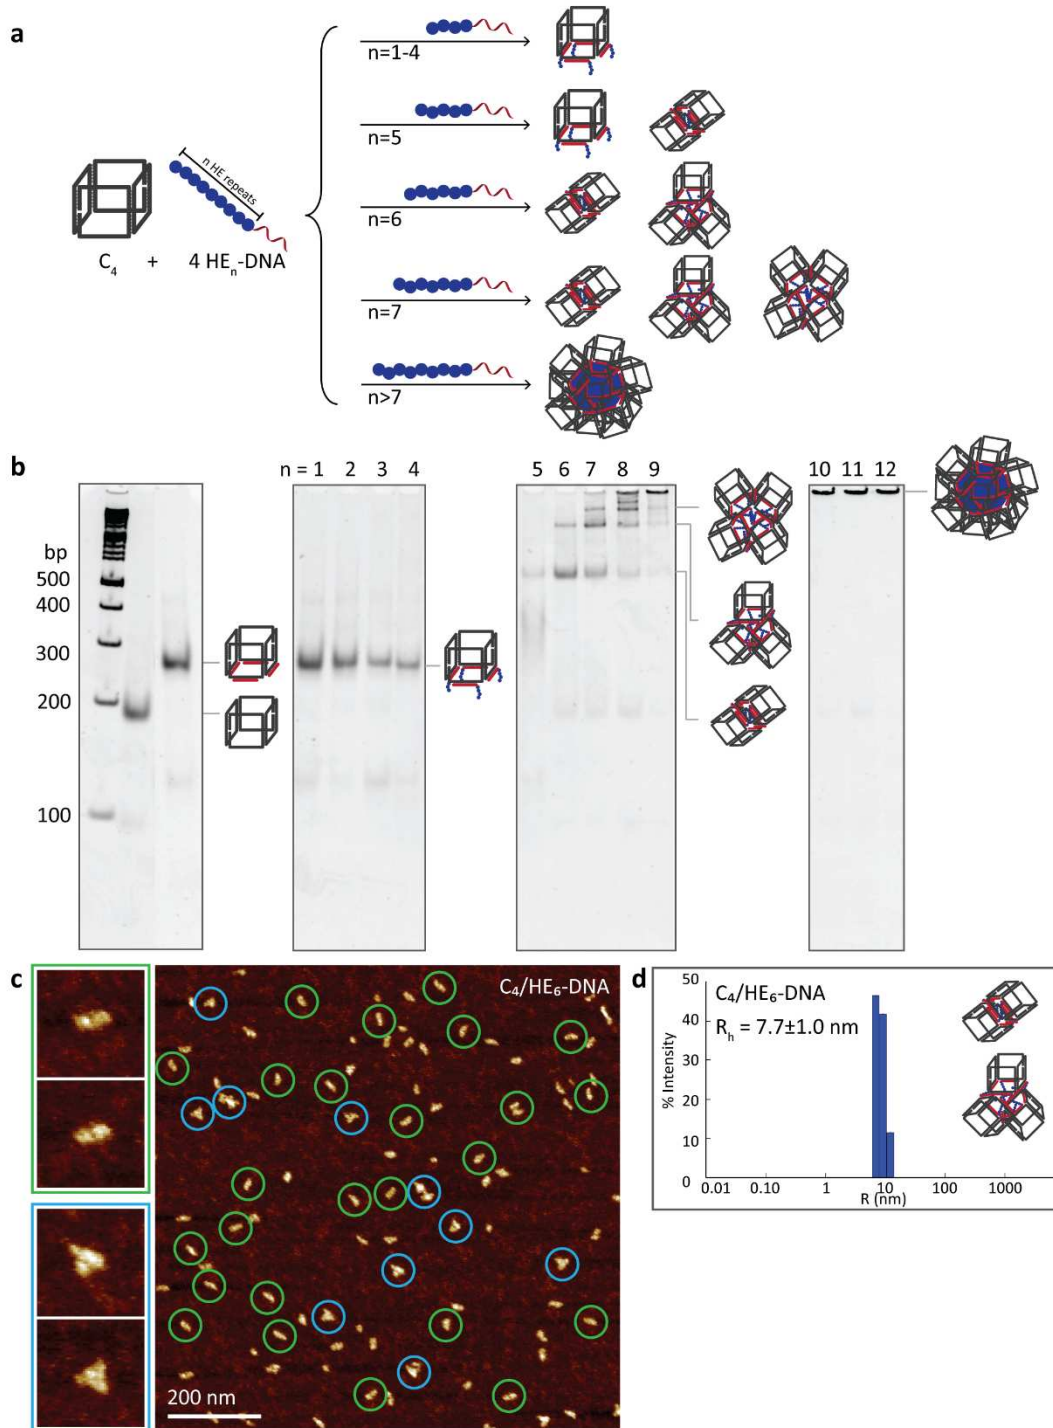 a
n=1-4
n=5
n HE repeats
n=6
C4 + 4 HEn-DNA
n=7
n>7
b
n = 1 2 3 4
5 6 7 8 9
10 11 12
bp
500
400
300
200
100
c
C4/HE6-DNA
200 nm
d
C4/HE6-DNA
Rh = 7.7±1.0 nm
% Intensity
50
40
30
20
10
0
0.01 0.10 1 10 100 1000
R (nm)